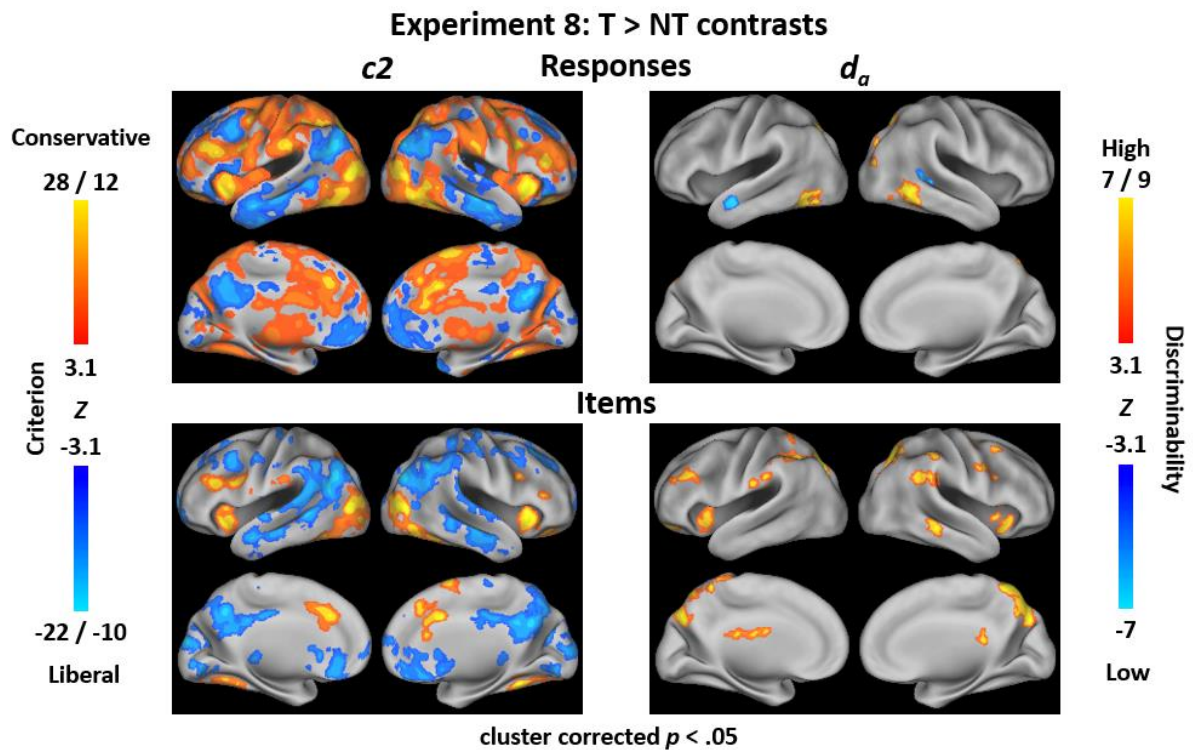 Experiment 8: T > NT contrasts
c2 Responses d_a
Conservative
28 / 12
3.1
Z
-3.1
-22 / -10
Liberal
Criterion
High
7 / 9
3.1
Z
-3.1
-7
Low
Discriminability
Items
cluster corrected p < .05